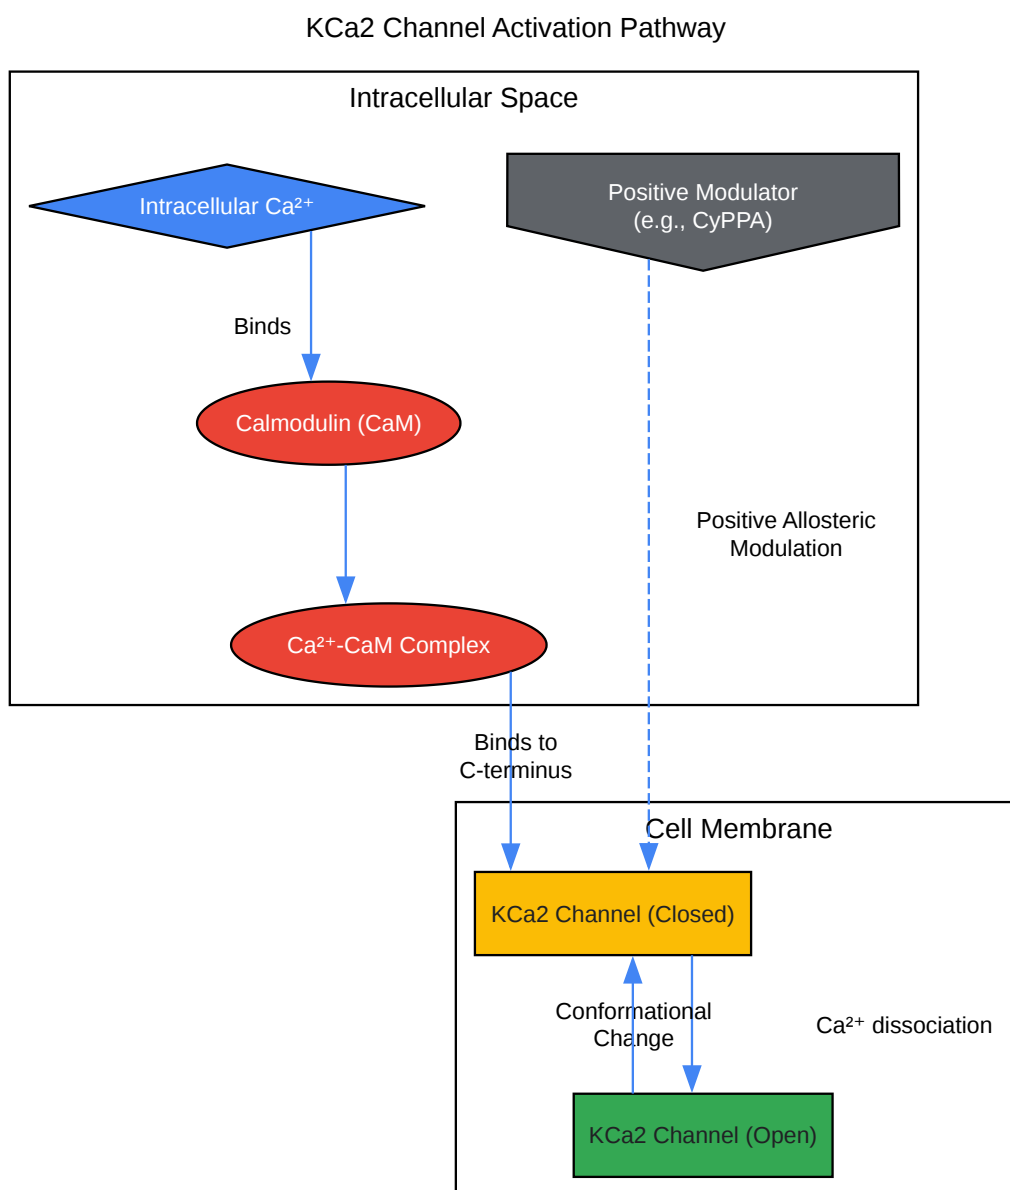 KCa2 Channel Activation Pathway
Intracellular Space
Intracellular Ca²⁺
Positive Modulator
(e.g., CyPPA)
Binds
Calmodulin (CaM)
Positive Allosteric
Modulation
Ca²⁺-CaM Complex
Binds to
C-terminus
Cell Membrane
KCa2 Channel (Closed)
Conformational
Change
Ca²⁺ dissociation
KCa2 Channel (Open)